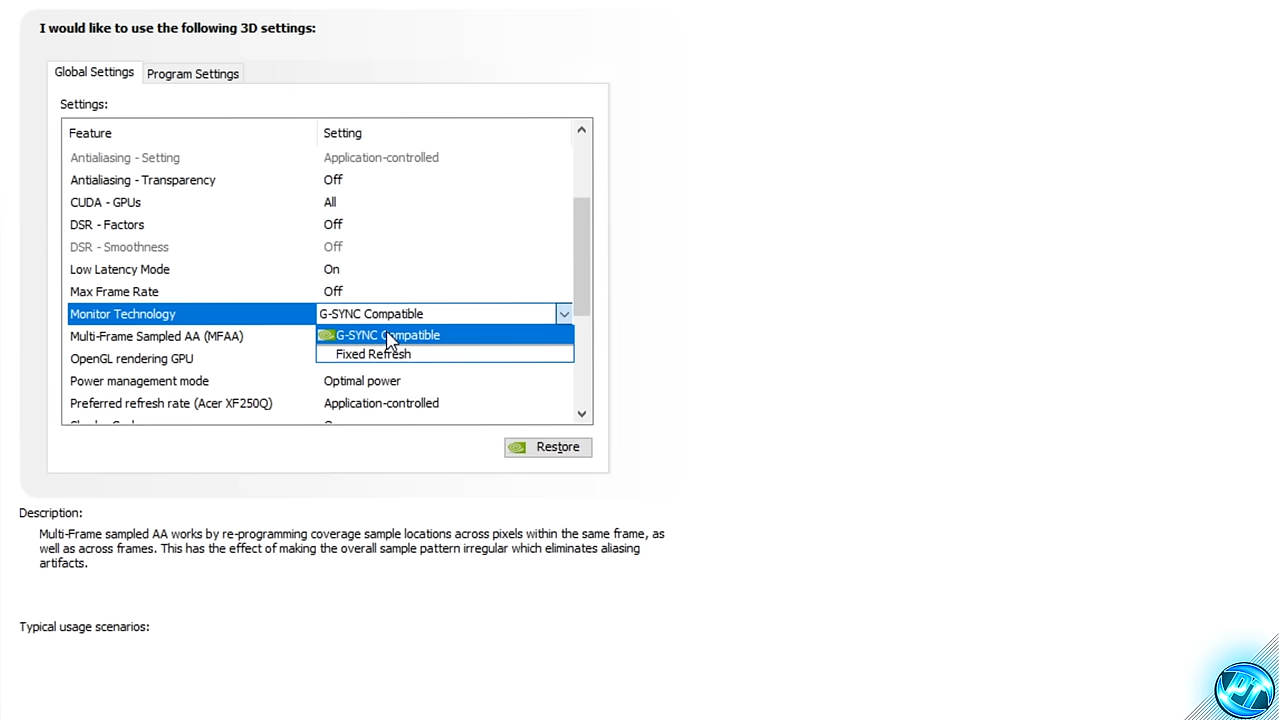 I would like to use the following 3D settings:
Global Settings
Program Settings
Settings:
Feature Setting
Antialiasing - Setting Application-controlled
Antialiasing - Transparency Off
CUDA - GPUs All
DSR - Factors Off
DSR - Smoothness Off
Low Latency Mode On
Max Frame Rate Off
Monitor Technology G-SYNC Compatible
Multi-Frame Sampled AA (MFAA) G-SYNC Compatible
OpenGL rendering GPU Fixed Refresh
Power management mode Optimal power
Preferred refresh rate (Acer XF250Q) Application-controlled
Restore
Description:
Multi-Frame sampled AA works by re-programming coverage sample locations across pixels within the same frame, as
well as across frames. This has the effect of making the overall sample pattern irregular which eliminates aliasing
artifacts.
Typical usage scenarios:
PT